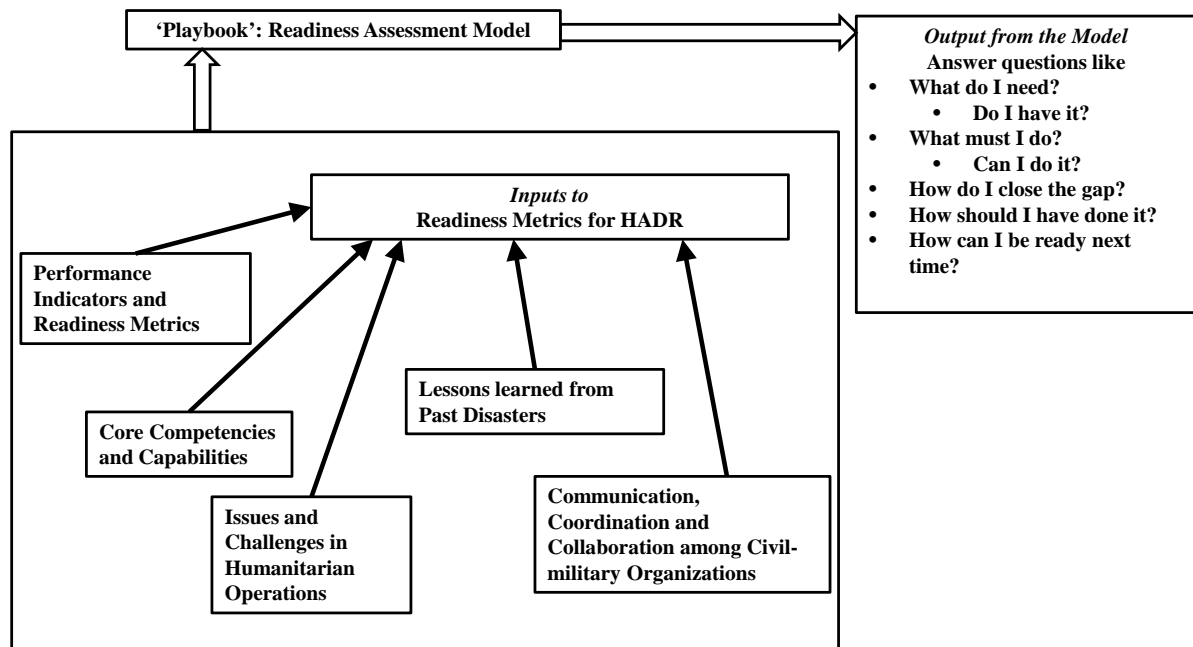 ‘Playbook’: Readiness Assessment Model
Output from the Model
Answer questions like
• What do I need?
• Do I have it?
• What must I do?
• Can I do it?
• How do I close the gap?
• How should I have done it?
• How can I be ready next
time?
Inputs to
Readiness Metrics for HADR
Performance
Indicators and
Readiness Metrics
Core Competencies
and Capabilities
Issues and
Challenges in
Humanitarian
Operations
Lessons learned from
Past Disasters
Communication,
Coordination and
Collaboration among Civil-
military Organizations